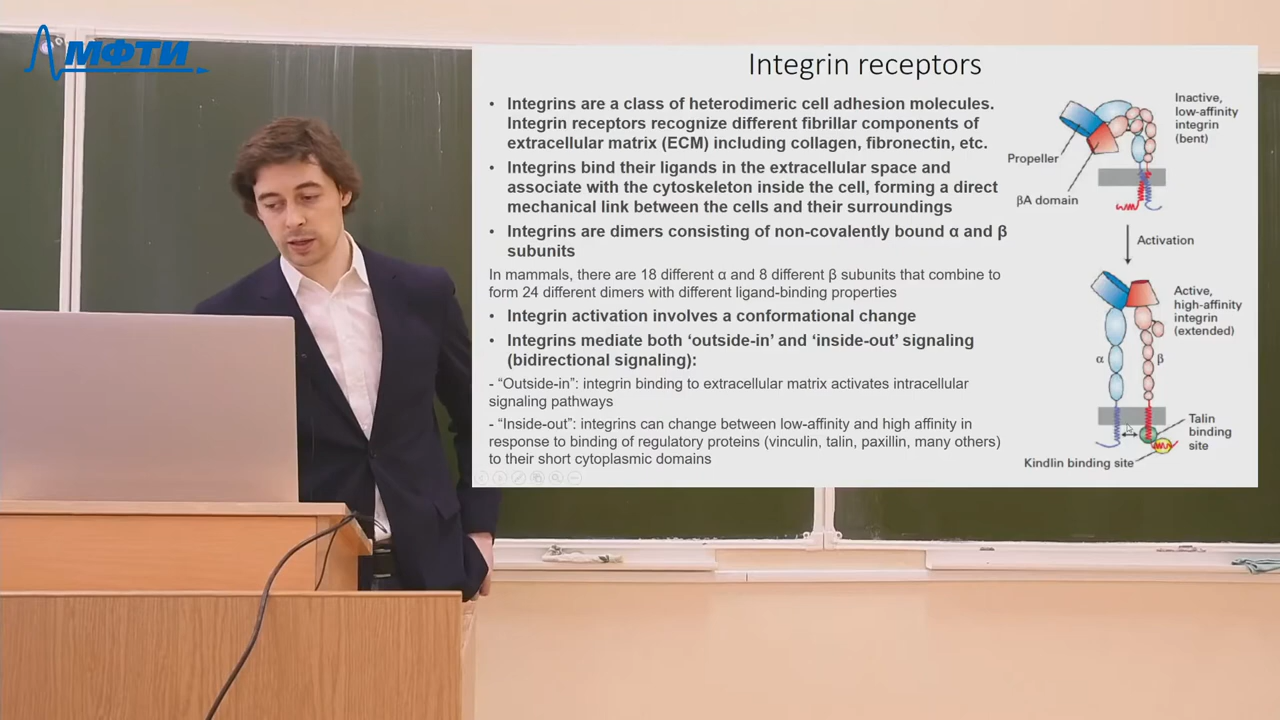 МФТИ
Integrin receptors
• Integrins are a class of heterodimeric cell adhesion molecules.
Integrin receptors recognize different fibrillar components of
extracellular matrix (ECM) including collagen, fibronectin, etc.
• Integrins bind their ligands in the extracellular space and
associate with the cytoskeleton inside the cell, forming a direct
mechanical link between the cells and their surroundings
• Integrins are dimers consisting of non-covalently bound α and β
subunits
In mammals, there are 18 different α and 8 different β subunits that combine to
form 24 different dimers with different ligand-binding properties
• Integrin activation involves a conformational change
• Integrins mediate both ‘outside-in’ and ‘inside-out’ signaling
(bidirectional signaling):
- “Outside-in”: integrin binding to extracellular matrix activates intracellular
signaling pathways
- “Inside-out”: integrins can change between low-affinity and high affinity in
response to binding of regulatory proteins (vinculin, talin, paxillin, many others)
to their short cytoplasmic domains
Inactive,
low-affinity
integrin
(bent)
Propeller
βA domain
Activation
Active,
high-affinity
integrin
(extended)
α
β
Talin
binding
site
Kindlin binding site